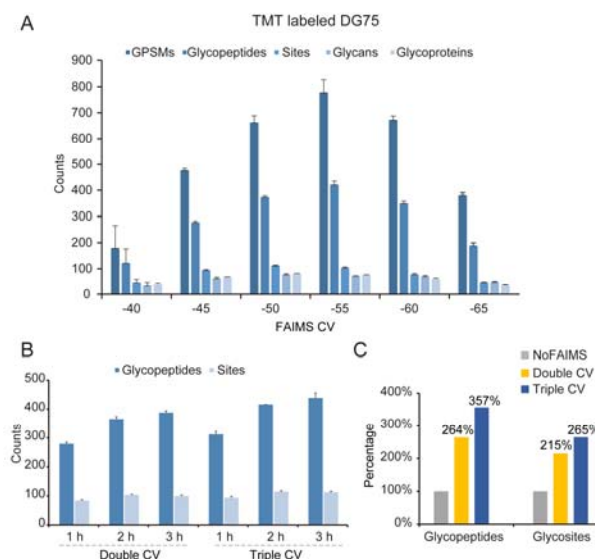 A
TMT labeled DG75
GPSMs Glycopeptides Sites Glycans Glycoproteins
Counts
900
800
700
600
500
400
300
200
100
0
-40 -45 -50 -55 -60 -65
FAIMS CV
B
Glycopeptides Sites
Counts
500
400
300
200
100
0
1 h 2 h 3 h 1 h 2 h 3 h
Double CV Triple CV
C
NoFAIMS
Double CV
Triple CV
Percentage
400%
300%
200%
100%
0%
264% 357% 215% 265%
Glycopeptides Glycosites